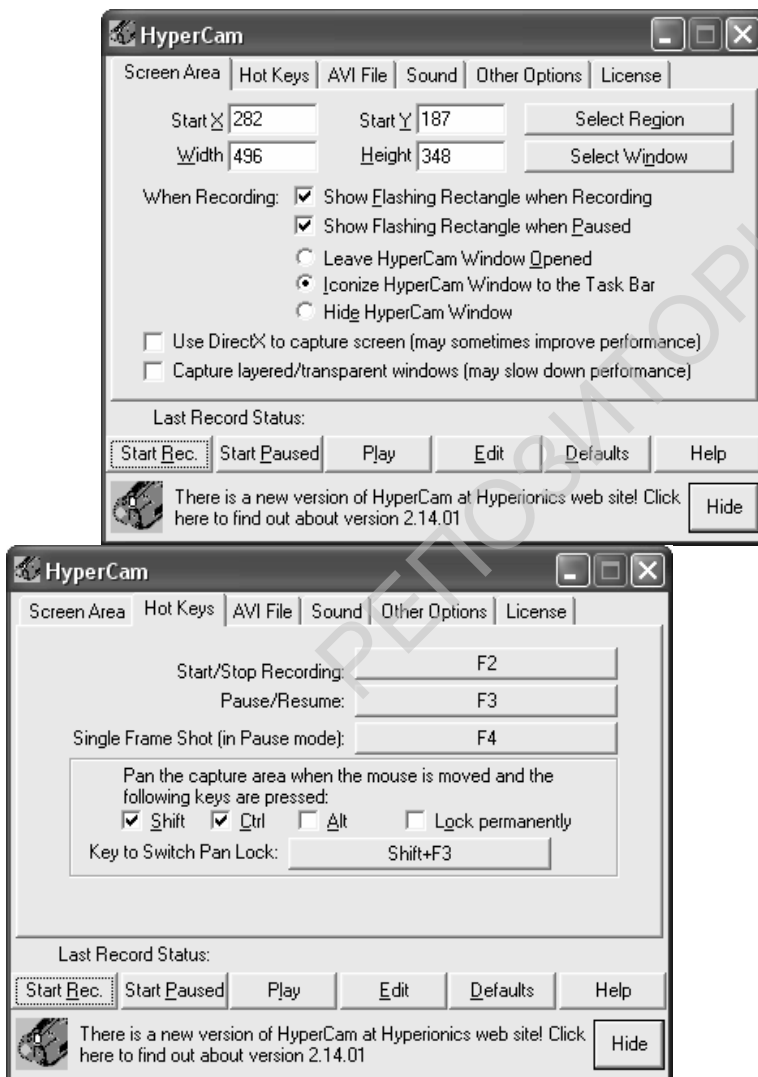 HyperCam
Screen Area Hot Keys AVI File Sound Other Options License
Start X 282 Start Y 187 Select Region
Width 496 Height 348 Select Window
When Recording: Show Flashing Rectangle when Recording
Show Flashing Rectangle when Paused
Leave HyperCam Window Opened
Iconize HyperCam Window to the Task Bar
Hide HyperCam Window
Use DirectX to capture screen (may sometimes improve performance)
Capture layered/transparent windows (may slow down performance)
Last Record Status:
Start Rec. Start Paused Play Edit Defaults Help
There is a new version of HyperCam at Hyperionics web site! Click
here to find out about version 2.14.01
Hide
HyperCam
Screen Area Hot Keys AVI File Sound Other Options License
Start/Stop Recording: F2
Pause/Resume: F3
Single Frame Shot (in Pause mode): F4
Pan the capture area when the mouse is moved and the
following keys are pressed:
Shift Ctrl Alt Lock permanently
Key to Switch Pan Lock: Shift+F3
Last Record Status:
Start Rec. Start Paused Play Edit Defaults Help
There is a new version of HyperCam at Hyperionics web site! Click
here to find out about version 2.14.01
Hide